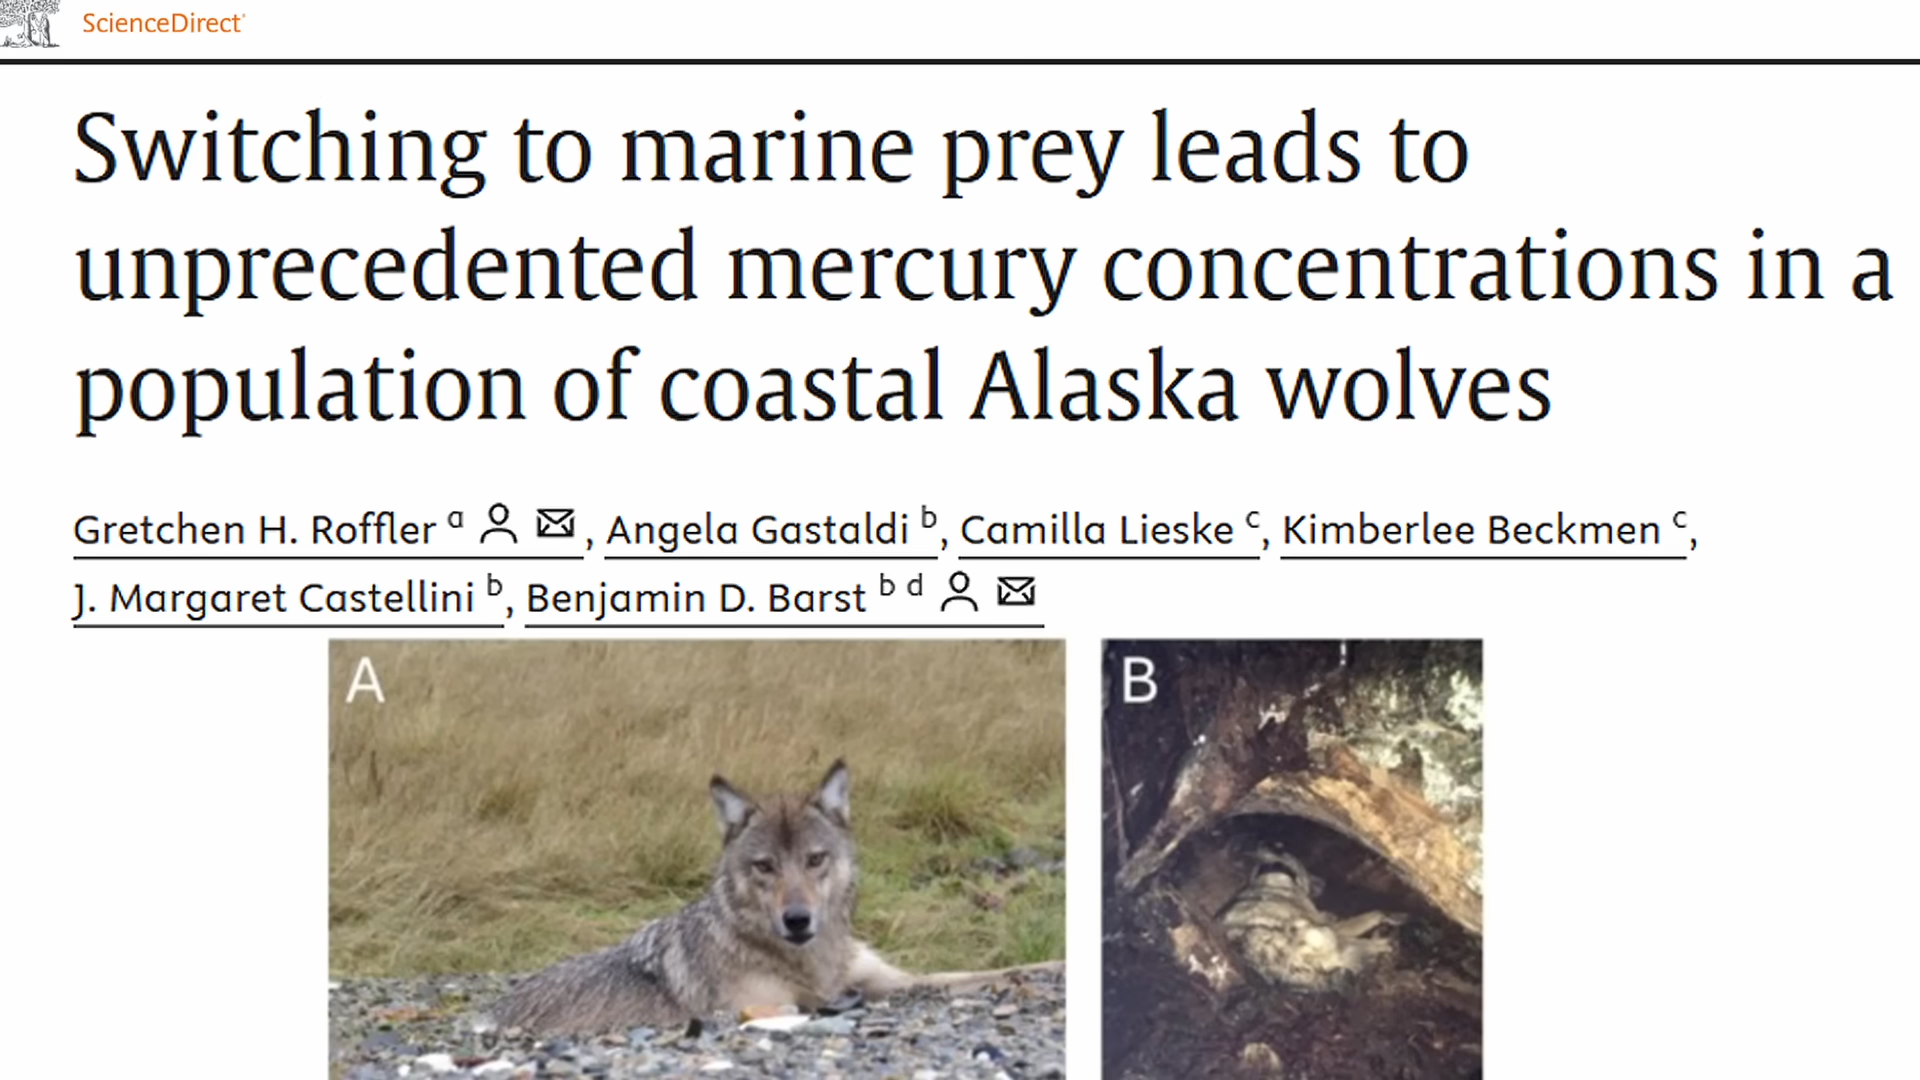 ScienceDirect
Switching to marine prey leads to
unprecedented mercury concentrations in a
population of coastal Alaska wolves
Gretchen H. Roffler a, Angela Gastaldi b, Camilla Lieske c, Kimberlee Beckmen c,
J. Margaret Castellini b, Benjamin D. Barst b d
A
B